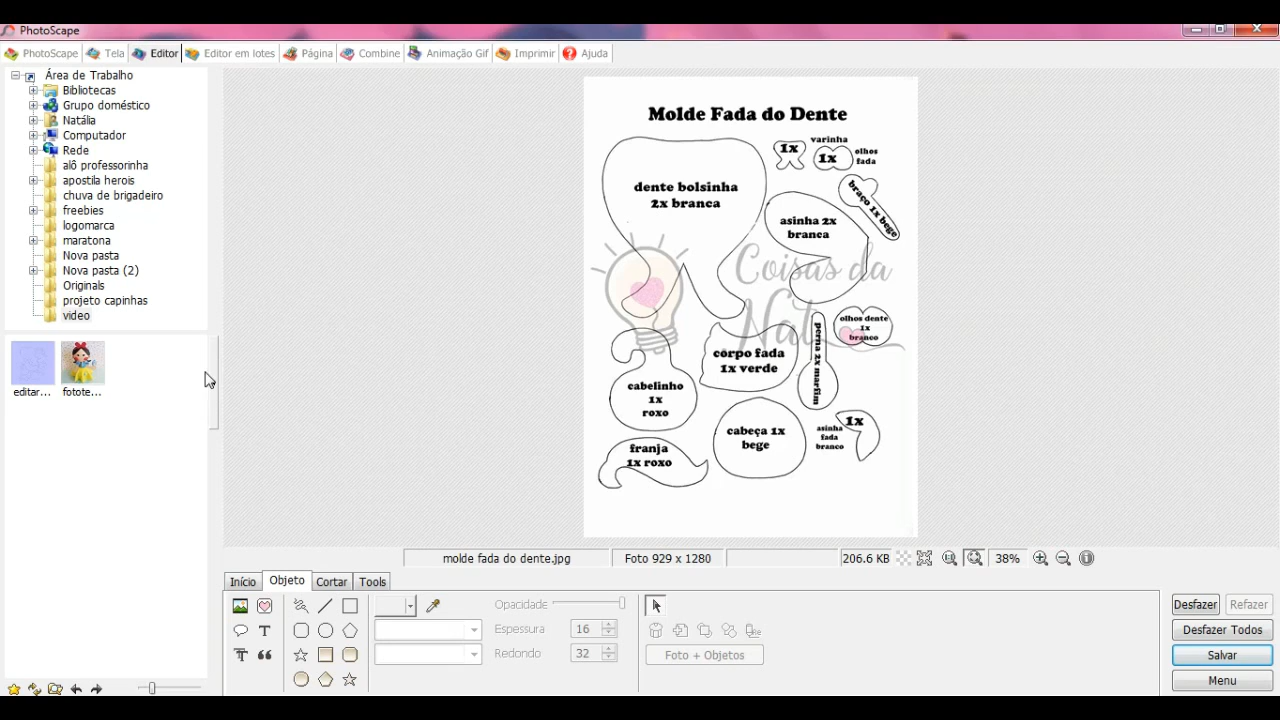 PhotoScape
PhotoScape
Tela
Editor
Editor em lotes
Página
Combine
Animação Gif
Imprimir
Ajuda
Área de Trabalho
Bibliotecas
Grupo doméstico
Natália
Computador
Rede
alô professorinha
apostila herois
chuva de brigadeiro
freebies
logomarca
maratona
Nova pasta
Nova pasta (2)
Originals
projeto capinhas
video
editar...
fotote...
Molde Fada do Dente
dente bolsinha
2x branca
1x
varinha
1x
olhos
fada
braço 1x bege
asinha 2x
branca
Coisas da
Nat
olhos dente
1x
branco
perna 2x marfim
corpo fada
1x verde
cabelinho
1x
roxo
cabeça 1x
bege
asinha
fada
branco
1x
franja
1x roxo
molde fada do dente.jpg
Foto 929 x 1280
206.6 KB
38%
Início
Objeto
Cortar
Tools
Opacidade
Espessura
16
Redondo
32
Foto + Objetos
Desfazer
Refazer
Desfazer Todos
Salvar
Menu